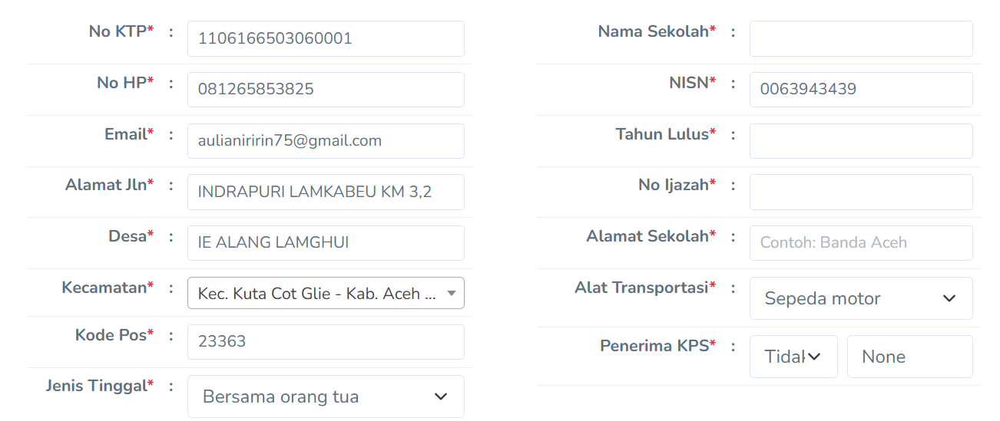 No KTP* : 1106166503060001
No HP* : 081265853825
Email* : aulianiririn75@gmail.com
Alamat Jln* : INDRAPURI LAMKABEU KM 3,2
Desa* : IE ALANG LAMGHUI
Kecamatan* : Kec. Kuta Cot Glie - Kab. Aceh ...
Kode Pos* : 23363
Jenis Tinggal* : Bersama orang tua
Nama Sekolah* :
NISN* : 0063943439
Tahun Lulus* :
No Ijazah* :
Alamat Sekolah* : Contoh: Banda Aceh
Alat Transportasi* : Sepeda motor
Penerima KPS* : Tidak None